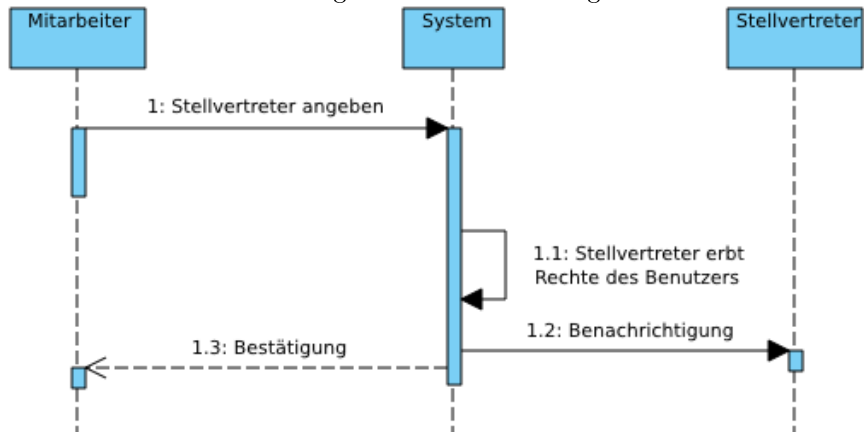 Mitarbeiter
System
Stellvertreter
1: Stellvertreter angeben
1.1: Stellvertreter erbt
Rechte des Benutzers
1.2: Benachrichtigung
1.3: Bestätigung